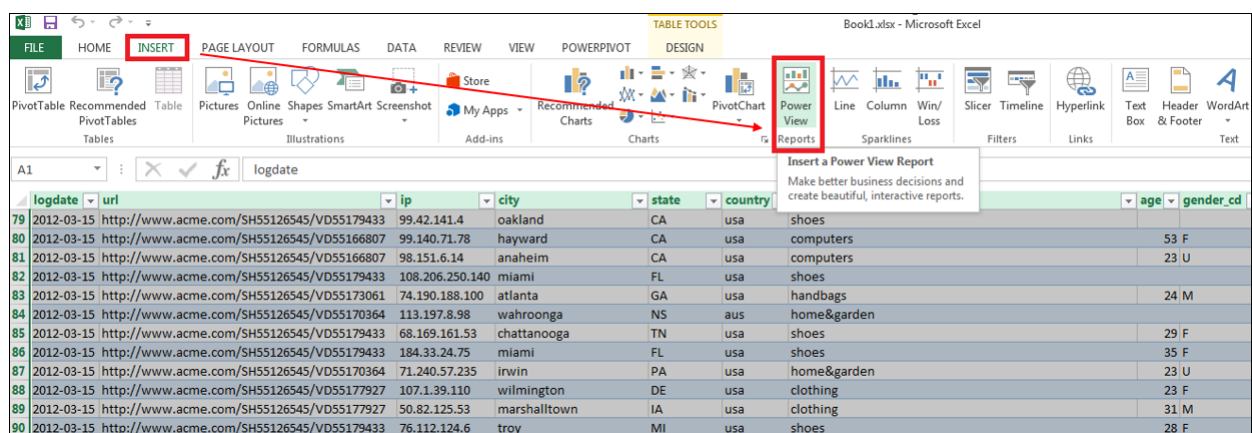 TABLE TOOLS Book1.xlsx - Microsoft Excel
FILE HOME INSERT PAGE LAYOUT FORMULAS DATA REVIEW VIEW POWERPIVOT DESIGN
PivotTable Recommended PivotTables Table Pictures Online Pictures Shapes SmartArt Screenshot Store My Apps Recommended Charts PivotChart Power View Line Column Win/Loss Slicer Timeline Hyperlink Text Box Header & Footer WordArt
Tables Illustrations Add-ins Charts Reports Sparklines Filters Links Text
A1 fx logdate
Insert a Power View Report
Make better business decisions and
create beautiful, interactive reports.
logdate url ip city state country age gender_cd
79 2012-03-15 http://www.acme.com/SH55126545/VD55179433 99.42.141.4 oakland CA usa shoes
80 2012-03-15 http://www.acme.com/SH55126545/VD55166807 99.140.71.78 hayward CA usa computers 53 F
81 2012-03-15 http://www.acme.com/SH55126545/VD55166807 98.151.6.14 anaheim CA usa computers 23 U
82 2012-03-15 http://www.acme.com/SH55126545/VD55179433 108.206.250.140 miami FL usa shoes
83 2012-03-15 http://www.acme.com/SH55126545/VD55173061 74.190.188.100 atlanta GA usa handbags 24 M
84 2012-03-15 http://www.acme.com/SH55126545/VD55170364 113.197.8.98 wahroonga NS aus home&garden
85 2012-03-15 http://www.acme.com/SH55126545/VD55179433 68.169.161.53 chattanooga TN usa shoes 29 F
86 2012-03-15 http://www.acme.com/SH55126545/VD55179433 184.33.24.75 miami FL usa shoes 35 F
87 2012-03-15 http://www.acme.com/SH55126545/VD55170364 71.240.57.235 irwin PA usa home&garden 23 U
88 2012-03-15 http://www.acme.com/SH55126545/VD55177927 107.1.39.110 wilmington DE usa clothing 23 F
89 2012-03-15 http://www.acme.com/SH55126545/VD55177927 50.82.125.53 marshalltown IA usa clothing 31 M
90 2012-03-15 http://www.acme.com/SH55126545/VD55179433 76.112.124.6 troy MI usa shoes 28 F